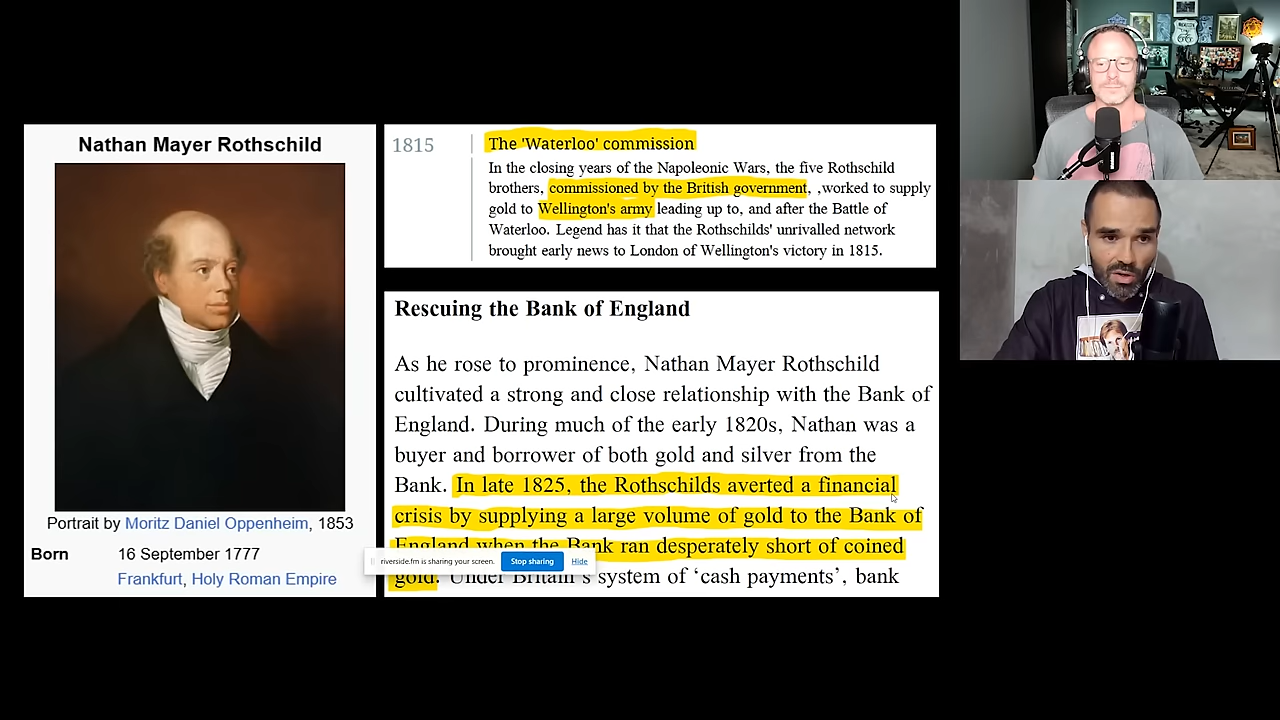 Nathan Mayer Rothschild
Portrait by Moritz Daniel Oppenheim, 1853
Born 16 September 1777
Frankfurt, Holy Roman Empire
1815
The 'Waterloo' commission
In the closing years of the Napoleonic Wars, the five Rothschild
brothers, commissioned by the British government, ,worked to supply
gold to Wellington's army leading up to, and after the Battle of
Waterloo. Legend has it that the Rothschilds' unrivalled network
brought early news to London of Wellington's victory in 1815.
Rescuing the Bank of England
As he rose to prominence, Nathan Mayer Rothschild
cultivated a strong and close relationship with the Bank of
England. During much of the early 1820s, Nathan was a
buyer and borrower of both gold and silver from the
Bank. In late 1825, the Rothschilds averted a financial
crisis by supplying a large volume of gold to the Bank of
England when the Bank ran desperately short of coined
gold. Under Britain's system of ‘cash payments’, bank
riverside.fm is sharing your screen. Stop sharing Hide